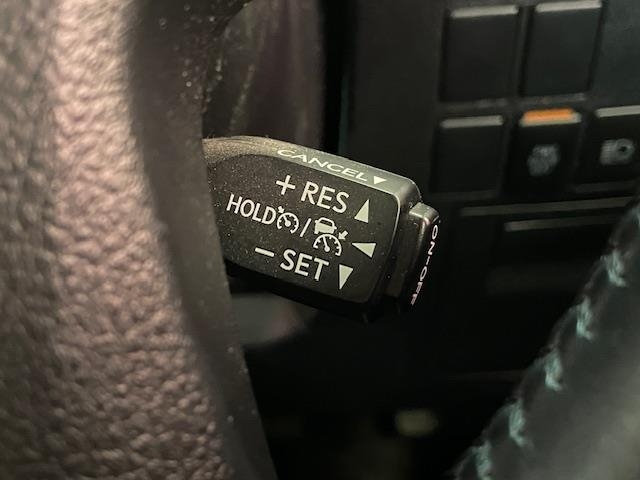 CANCEL▼
+ RES ▲
HOLD /
− SET ▼
ON-OFF